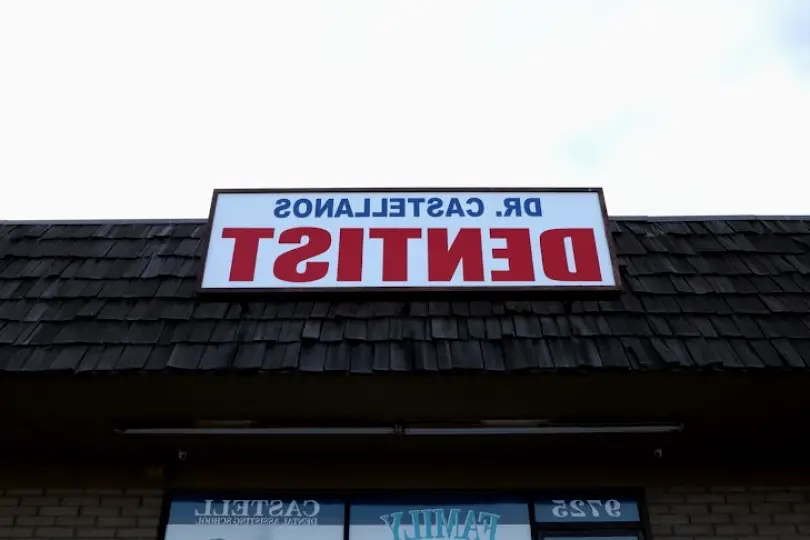 DR. CASTELLANOS
DENTIST
9725
FAMILY
CASTELL
DENTAL ASSISTING SCHOOL